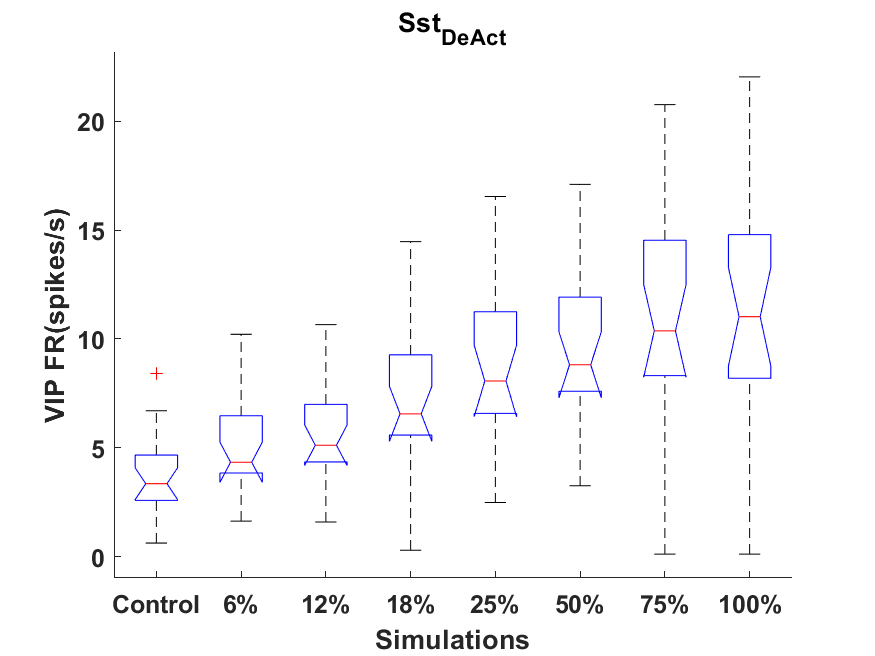 Sst_DeAct
VIP FR(spikes/s)
20
15
10
5
0
Control 6% 12% 18% 25% 50% 75% 100%
Simulations